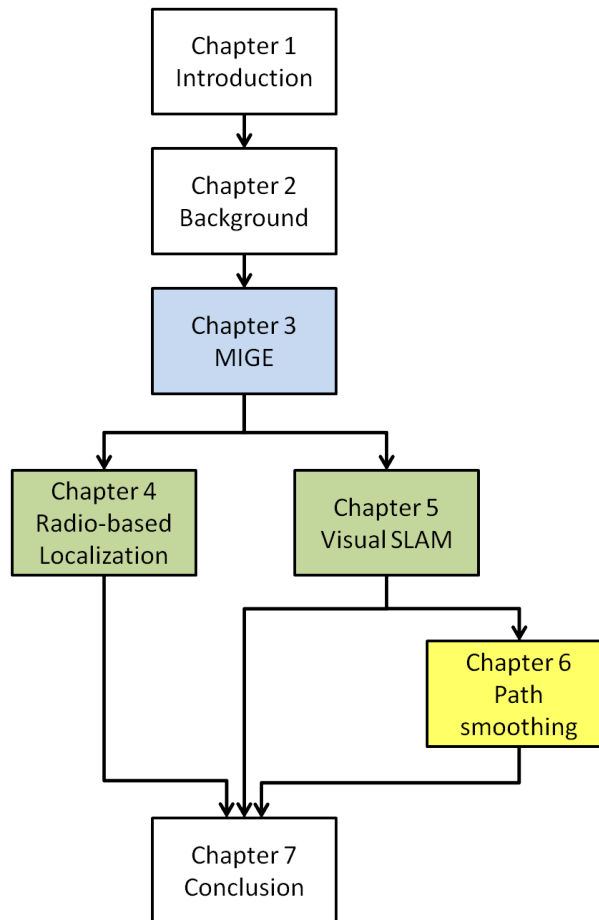 Chapter 1
Introduction
Chapter 2
Background
Chapter 3
MIGE
Chapter 4
Radio-based
Localization
Chapter 5
Visual SLAM
Chapter 6
Path
smoothing
Chapter 7
Conclusion